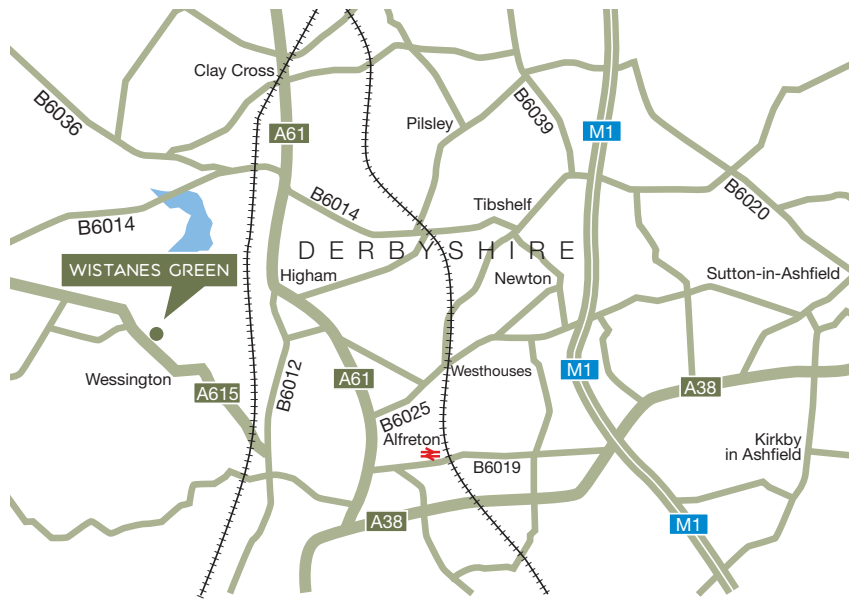 Clay Cross
B6036
A61
Pilsley
B6039
M1
B6014
B6014
Tibshelf
B6020
DERBYSHIRE
WISTANES GREEN
Higham
Newton
Sutton-in-Ashfield
Wessington
A615
B6012
A61
Westhouses
M1
A38
B6025
Alfreton
B6019
Kirkby
in Ashfield
A38
M1